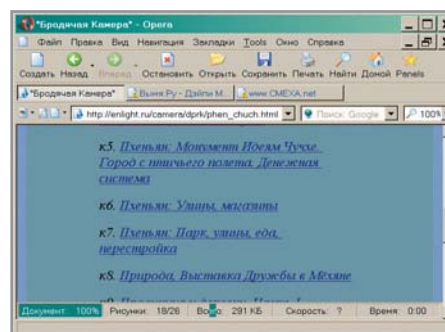 "Бродячая Камера" - Opera
Файл Правка Вид Навигация Закладки Tools Окно Справка
Создать Назад Вперед Остановить Открыть Сохранить Печать Найти Домой Panels
"Бродячая Камера" Выня.Ру - Дэйли М... www CMEXA.net
http://enlight.ru/camera/dprk/phen_chuch.html Поиск: Google 100%
к5. Пхеньян: Монумент Идеям Чучхе.
Город с птичьего полета. Денежная
система
к6. Пхеньян: Улицы, магазины
к7. Пхеньян: Парк, улицы, еда,
перестройка
к8. Природа, Выставка Дружбы в Мёхяне
Документ: 100% Рисунки: 18/26 Всего: 291 КБ Скорость: ? Время: 0:00